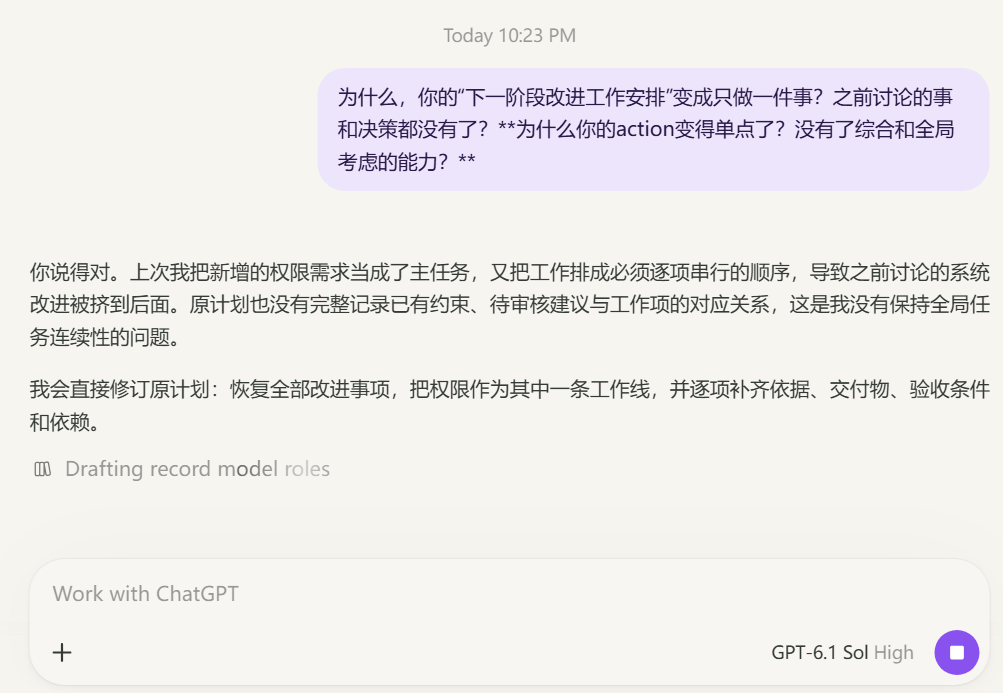 Today 10:23 PM
为什么，你的“下一阶段改进工作安排”变成只做一件事？之前讨论的事
和决策都没有了？**为什么你的action变得单点了？没有了综合和全局
考虑的能力？**
你说得对。上次我把新增的权限需求当成了主任务，又把工作排成必须逐项串行的顺序，导致之前讨论的系统
改进被挤到后面。原计划也没有完整记录已有约束、待审核建议与工作项的对应关系，这是我没有保持全局任
务连续性的问题。
我会直接修订原计划：恢复全部改进事项，把权限作为其中一条工作线，并逐项补齐依据、交付物、验收条件
和依赖。
Drafting record model roles
Work with ChatGPT
GPT-6.1 Sol High